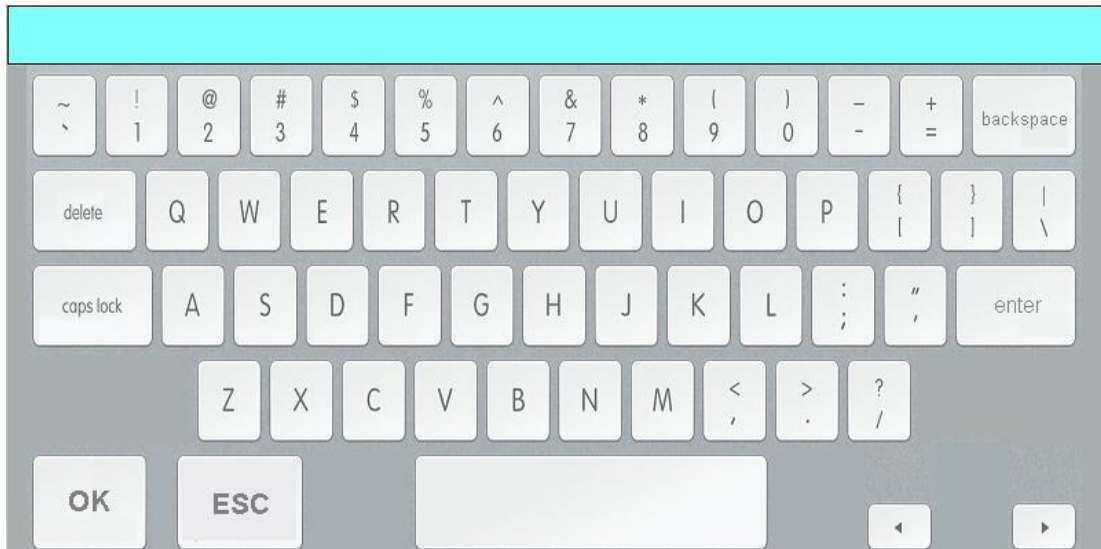 ~ ! @ # $ % ^ & * ( ) _ +
` 1 2 3 4 5 6 7 8 9 0 - = backspace
delete Q W E R T Y U I O P { [ } ] | \
caps lock A S D F G H J K L : ; " ' enter
Z X C V B N M < , > . ? /
OK ESC